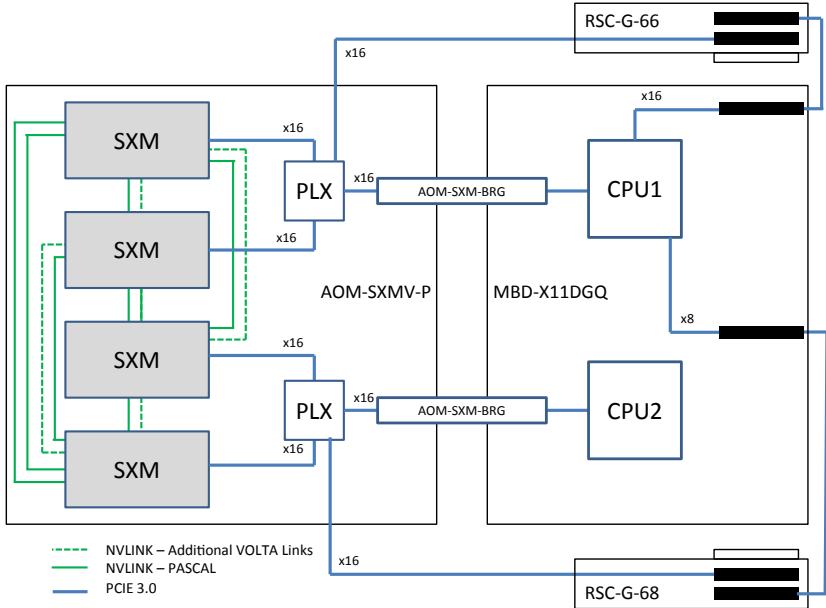 RSC-G-66
x16
x16
SXM
x16
PLX
x16
AOM-SXM-BRG
CPU1
SXM
x16
AOM-SXMV-P
MBD-X11DGQ
x8
SXM
x16
PLX
x16
AOM-SXM-BRG
CPU2
SXM
x16
NVLINK – Additional VOLTA Links
NVLINK – PASCAL
PCIE 3.0
x16
RSC-G-68